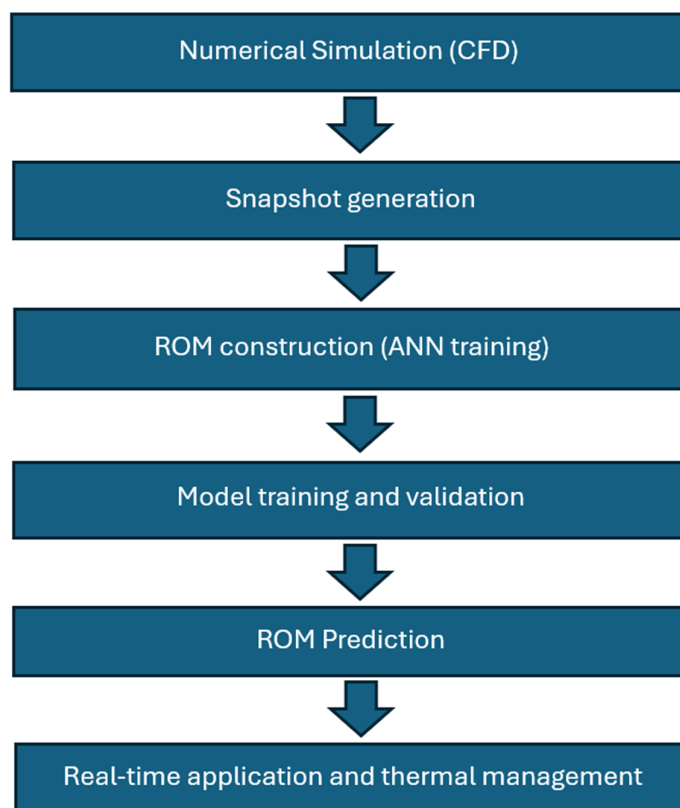 Numerical Simulation (CFD)
Snapshot generation
ROM construction (ANN training)
Model training and validation
ROM Prediction
Real-time application and thermal management